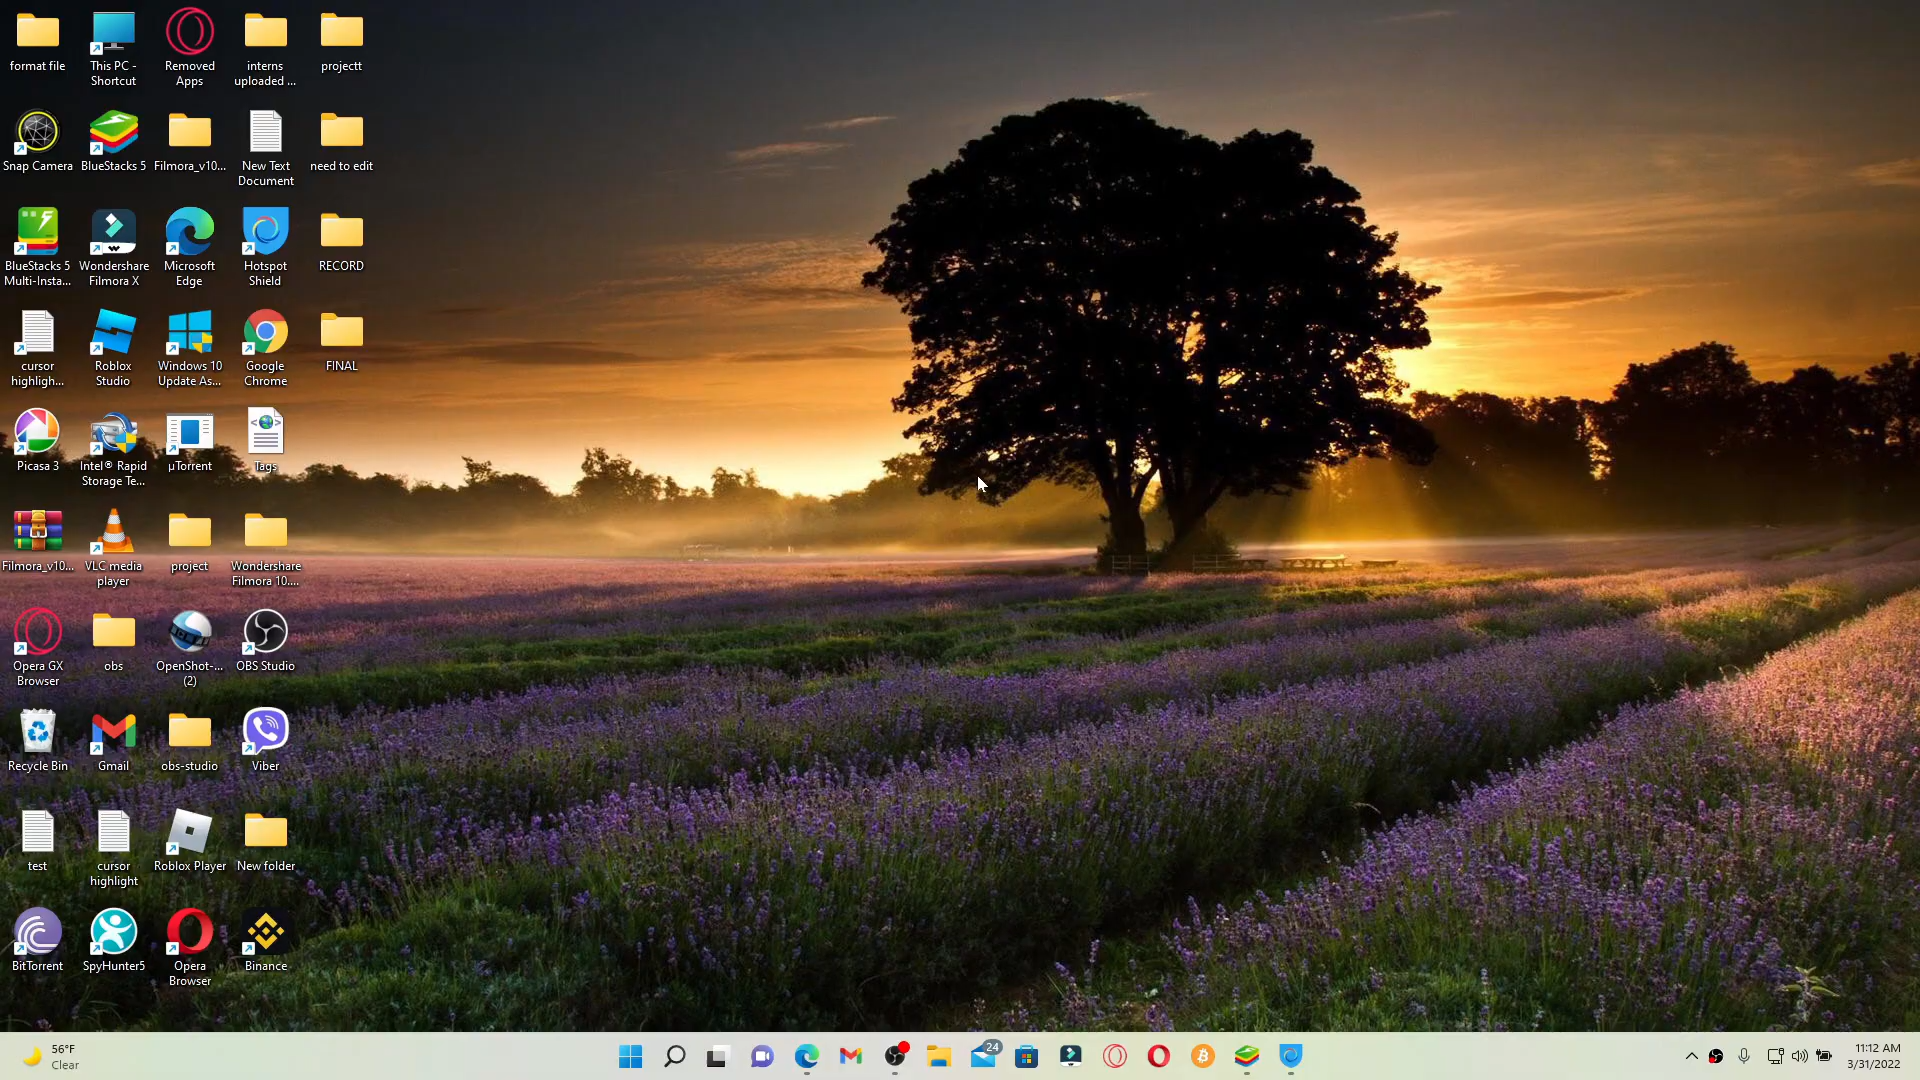 format file
This PC -
Shortcut
Removed
Apps
interns
uploaded ...
projectt
Snap Camera
BlueStacks 5
Filmora_v10...
New Text
Document
need to edit
BlueStacks 5
Multi-Insta...
Wondershare
Filmora X
Microsoft
Edge
Hotspot
Shield
RECORD
cursor
highligh...
Roblox
Studio
Windows 10
Update As...
Google
Chrome
FINAL
Picasa 3
Intel® Rapid
Storage Te...
µTorrent
Tags
Filmora_v10...
VLC media
player
project
Wondershare
Filmora 10....
Opera GX
Browser
obs
OpenShot-...
(2)
OBS Studio
Recycle Bin
Gmail
obs-studio
Viber
test
cursor
highlight
Roblox Player
New folder
BitTorrent
SpyHunter5
Opera
Browser
Binance
56°F
Clear
24
11:12 AM
3/31/2022